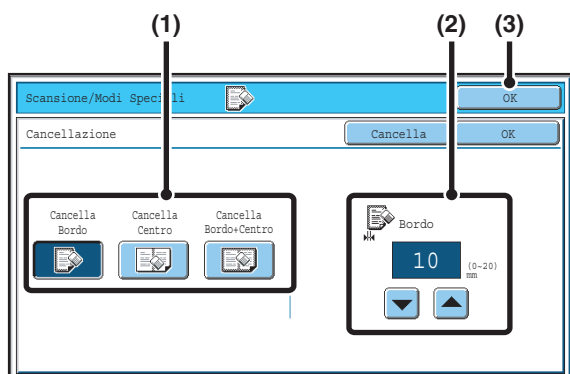 (1) (2) (3)
Scansione/Modi Speciali OK
Cancellazione Cancella OK
Cancella Cancella Cancella
Bordo Centro Bordo+Centro
Bordo
10 (0~20)
mm